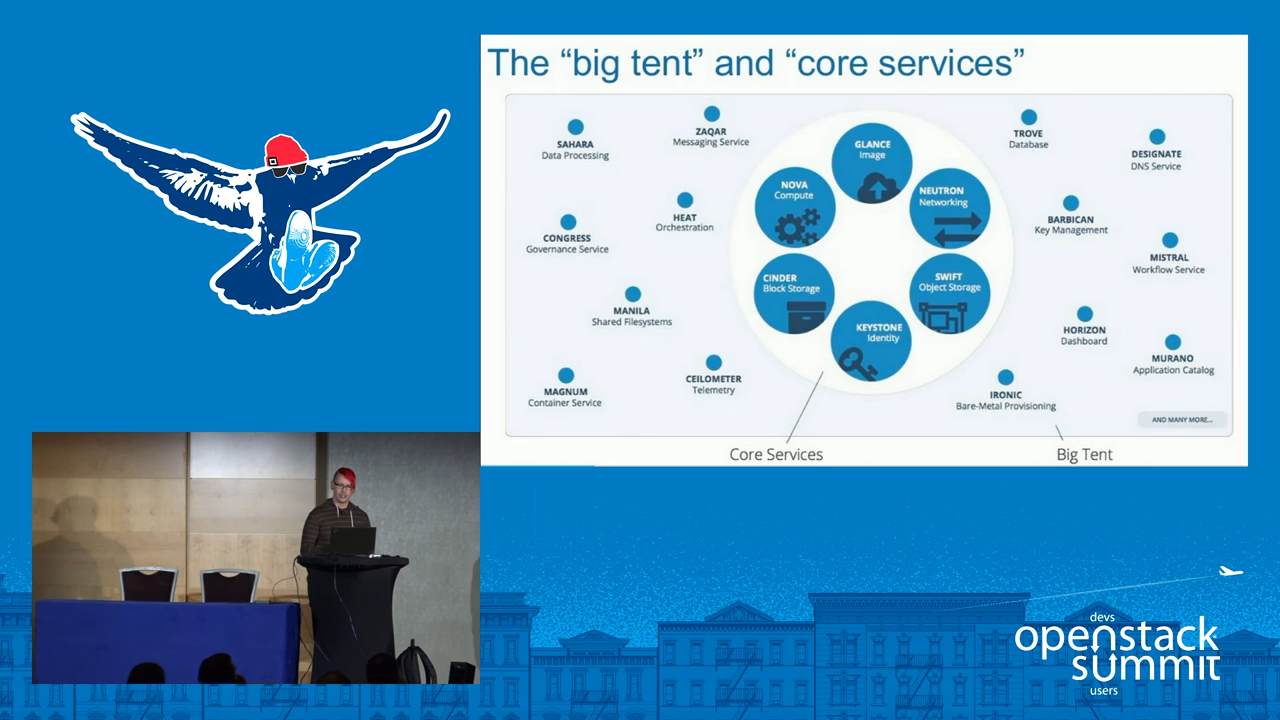 The “big tent” and “core services”
SAHARA
Data Processing
ZAQAR
Messaging Service
GLANCE
Image
TROVE
Database
DESIGNATE
DNS Service
NOVA
Compute
NEUTRON
Networking
HEAT
Orchestration
BARBICAN
Key Management
CONGRESS
Governance Service
MISTRAL
Workflow Service
CINDER
Block Storage
SWIFT
Object Storage
MANILA
Shared Filesystems
KEYSTONE
Identity
HORIZON
Dashboard
MURANO
Application Catalog
MAGNUM
Container Service
CEILOMETER
Telemetry
IRONIC
Bare-Metal Provisioning
AND MANY MORE...
Core Services
Big Tent
devs
openstack
summit
users